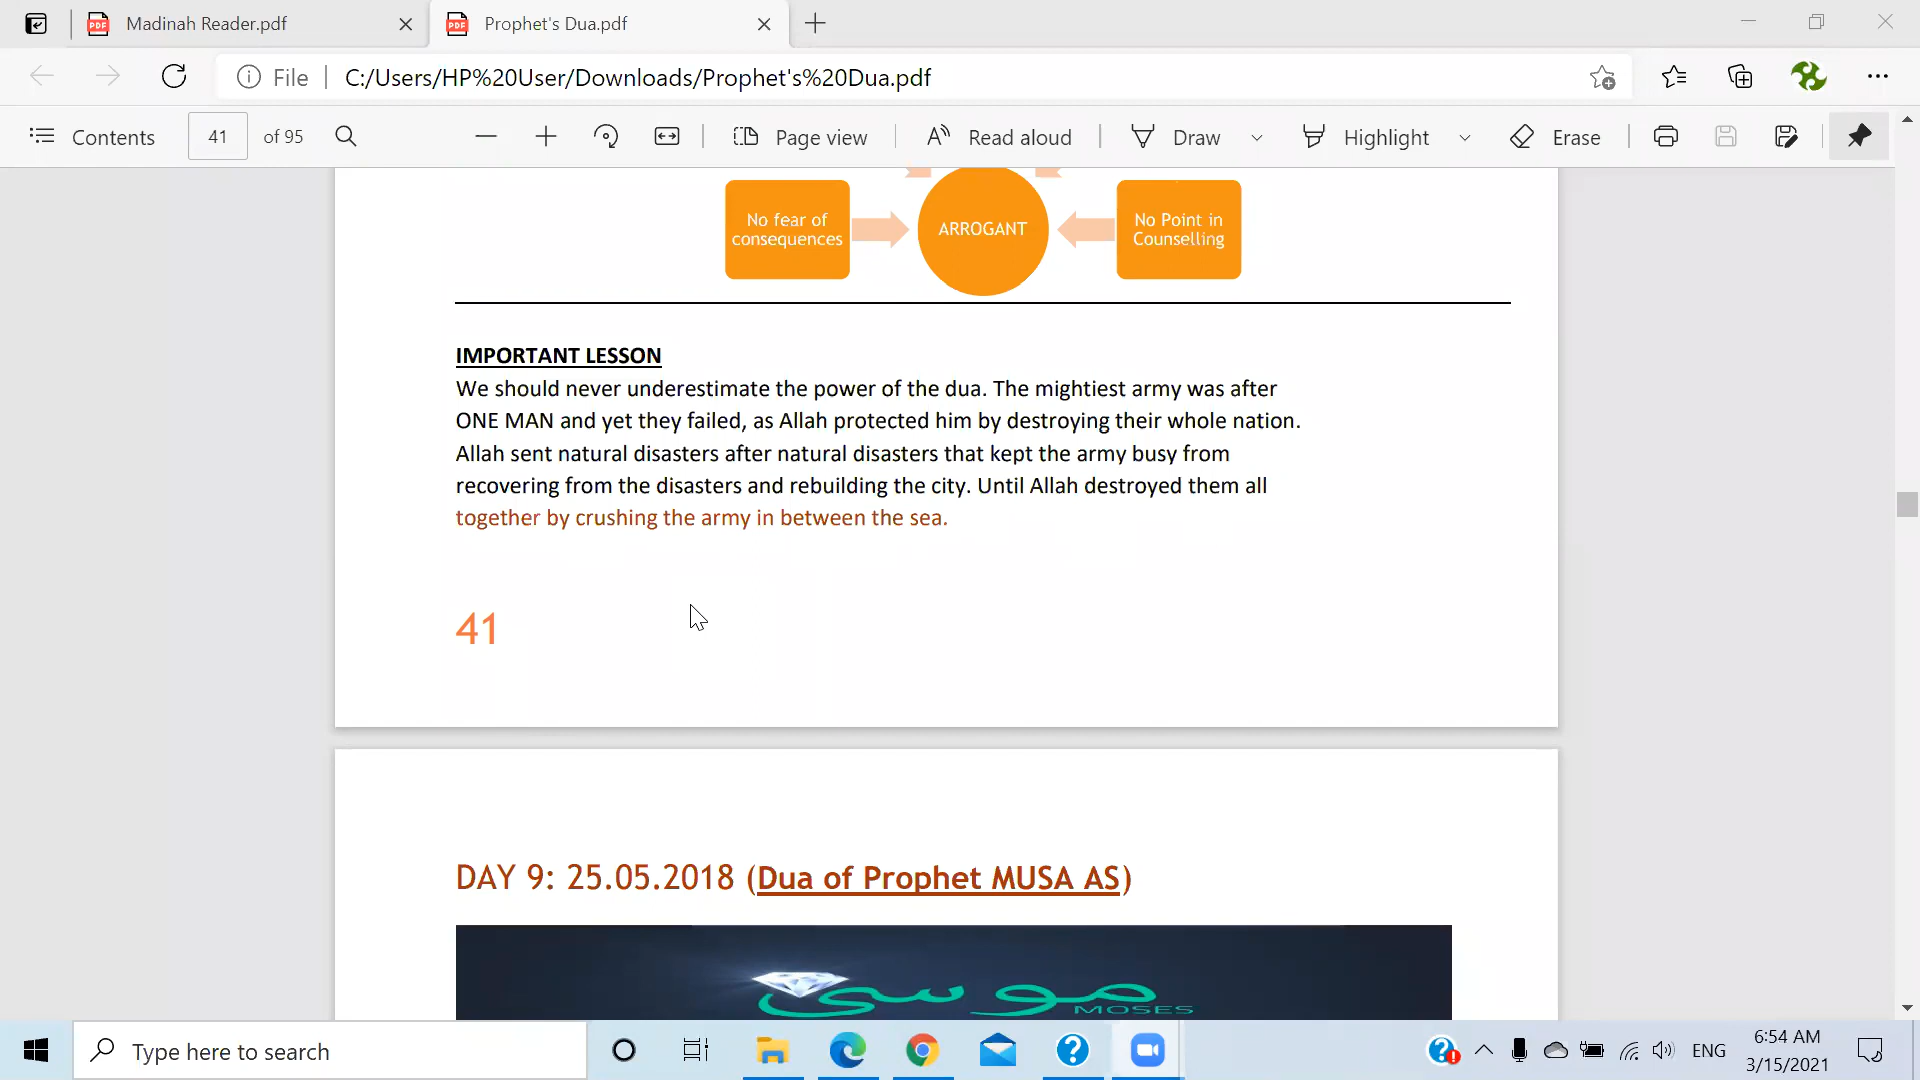 Madinah Reader.pdf
Prophet's Dua.pdf
File
C:/Users/HP%20User/Downloads/Prophet's%20Dua.pdf
Contents
41
of 95
Page view
Read aloud
Draw
Highlight
Erase
No fear of
consequences
ARROGANT
No Point in
Counselling
IMPORTANT LESSON
We should never underestimate the power of the dua. The mightiest army was after
ONE MAN and yet they failed, as Allah protected him by destroying their whole nation.
Allah sent natural disasters after natural disasters that kept the army busy from
recovering from the disasters and rebuilding the city. Until Allah destroyed them all
together by crushing the army in between the sea.
41
DAY 9: 25.05.2018 (Dua of Prophet MUSA AS)
موسى
MOSES
Type here to search
ENG
6:54 AM
3/15/2021